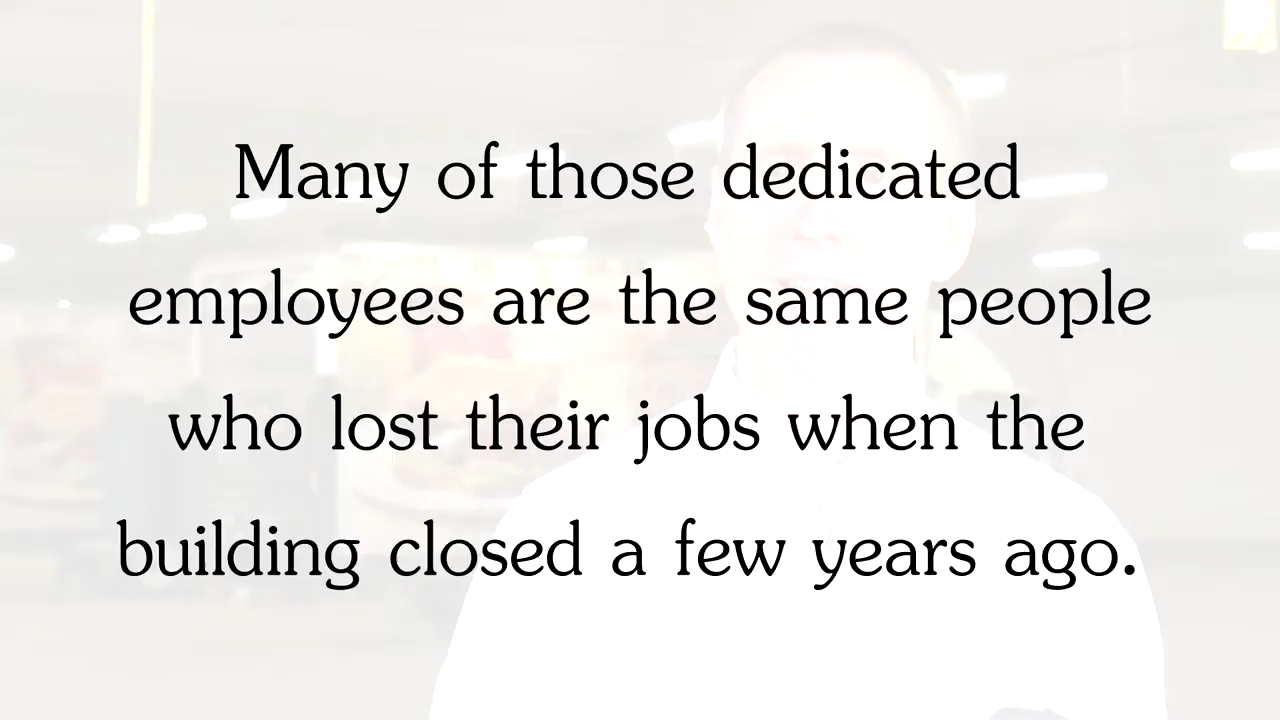 Many of those dedicated
employees are the same people
who lost their jobs when the
building closed a few years ago.